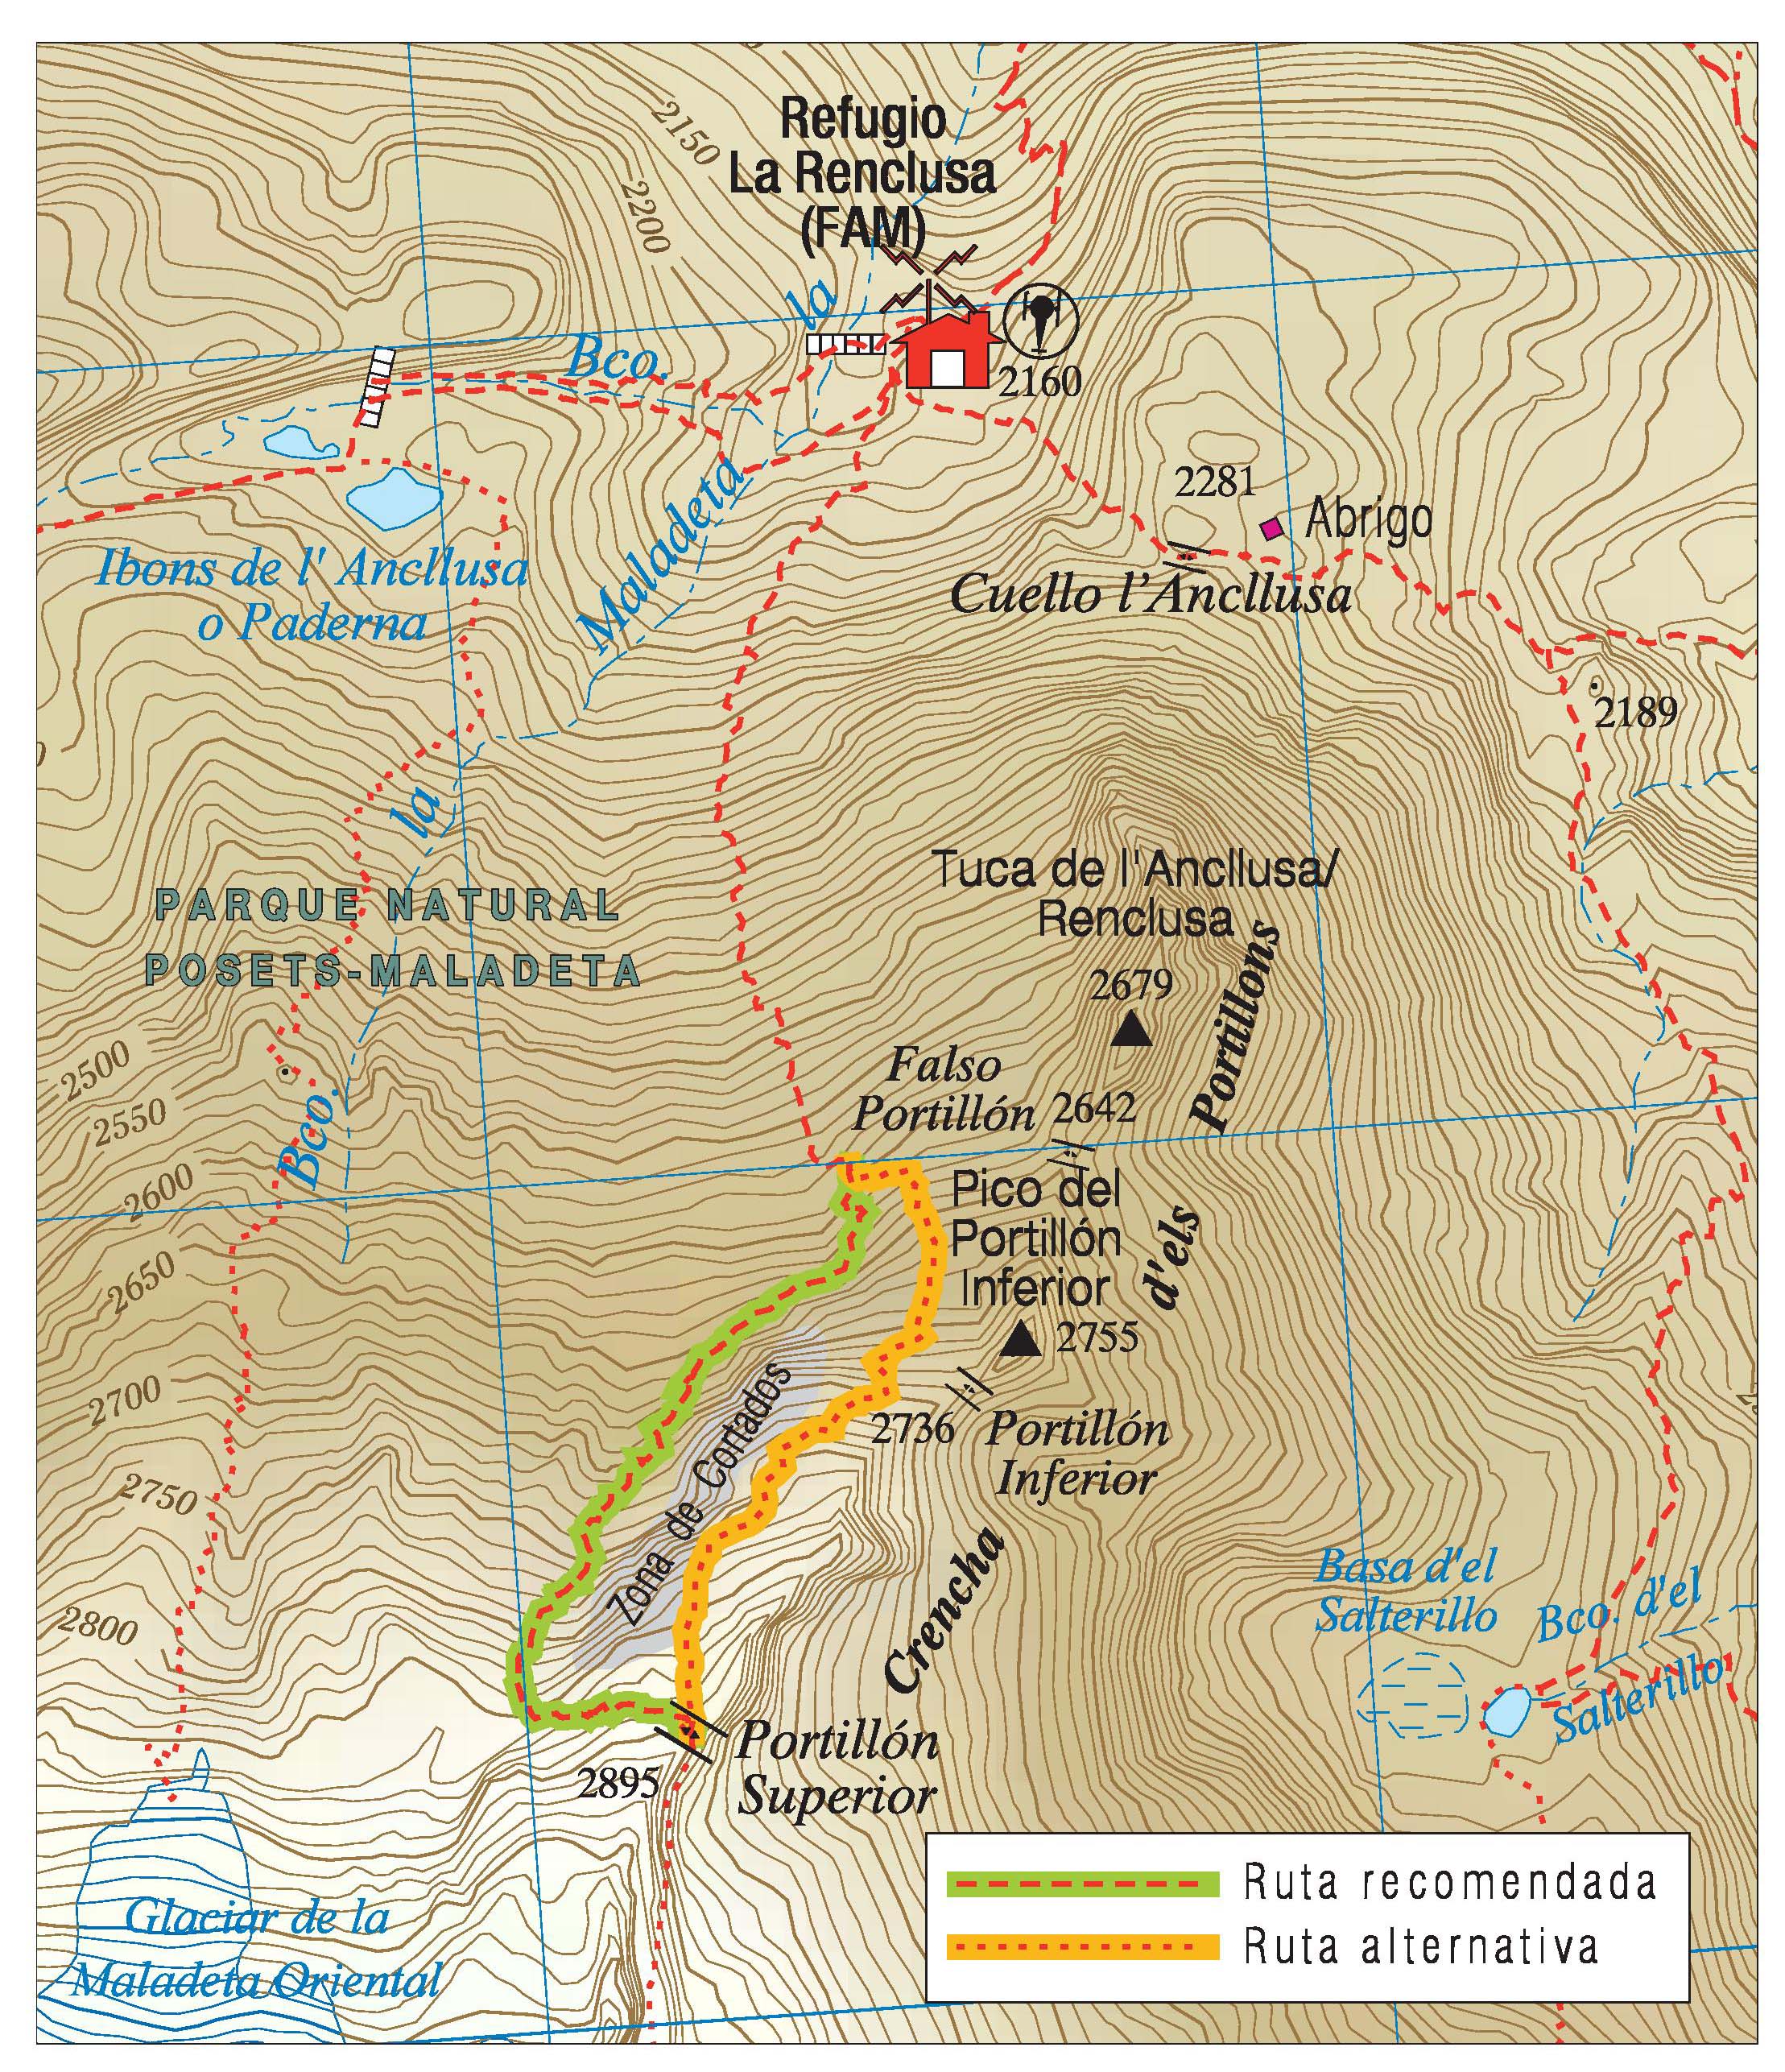 2150
Refugio
La Renclusa
(FAM)
2200
la
Bco.
2160
2281
Abrigo
Maladeta
Ibons de l' Ancllusa
o Paderna
Cuello l'Ancllusa
2189
la
Tuca de l'Ancllusa/
Renclusa
PARQUE NATURAL
POSETS-MALADETA
2679
Portillons
2500
Falso
Portillón 2642
2550
Bco.
2600
Pico del
Portillón
Inferior
d'els
2650
2755
2700
Zona de Cortados
2736
Portillón
Inferior
2750
Crencha
2800
Basa d'el
Salterillo
Bco. d'el
Salterillo
Portillón
Superior
2895
Glaciar de la
Maladeta Oriental
Ruta recomendada
Ruta alternativa